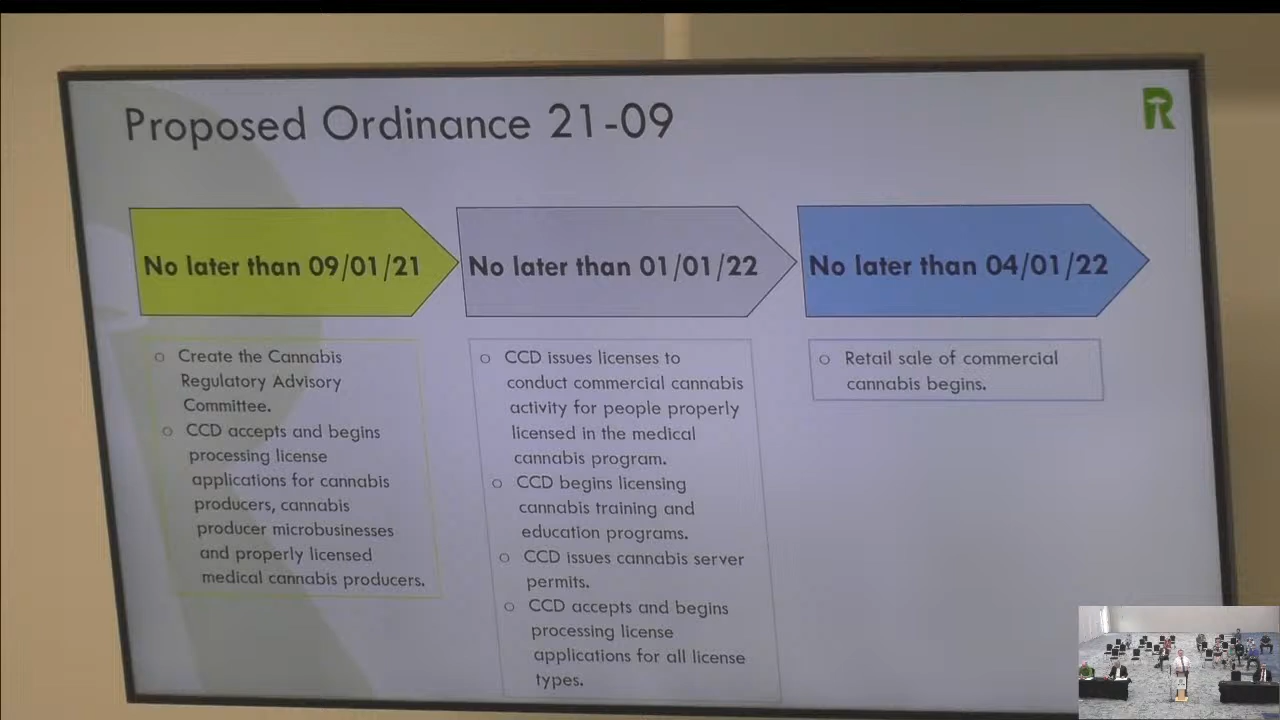 Proposed Ordinance 21-09
R
No later than 09/01/21
No later than 01/01/22
No later than 04/01/22
o Create the Cannabis
Regulatory Advisory
Committee.
o CCD accepts and begins
processing license
applications for cannabis
producers, cannabis
producer microbusinesses
and properly licensed
medical cannabis producers.
o CCD issues licenses to
conduct commercial cannabis
activity for people properly
licensed in the medical
cannabis program.
o CCD begins licensing
cannabis training and
education programs.
o CCD issues cannabis server
permits.
o CCD accepts and begins
processing license
applications for all license
types.
o Retail sale of commercial
cannabis begins.